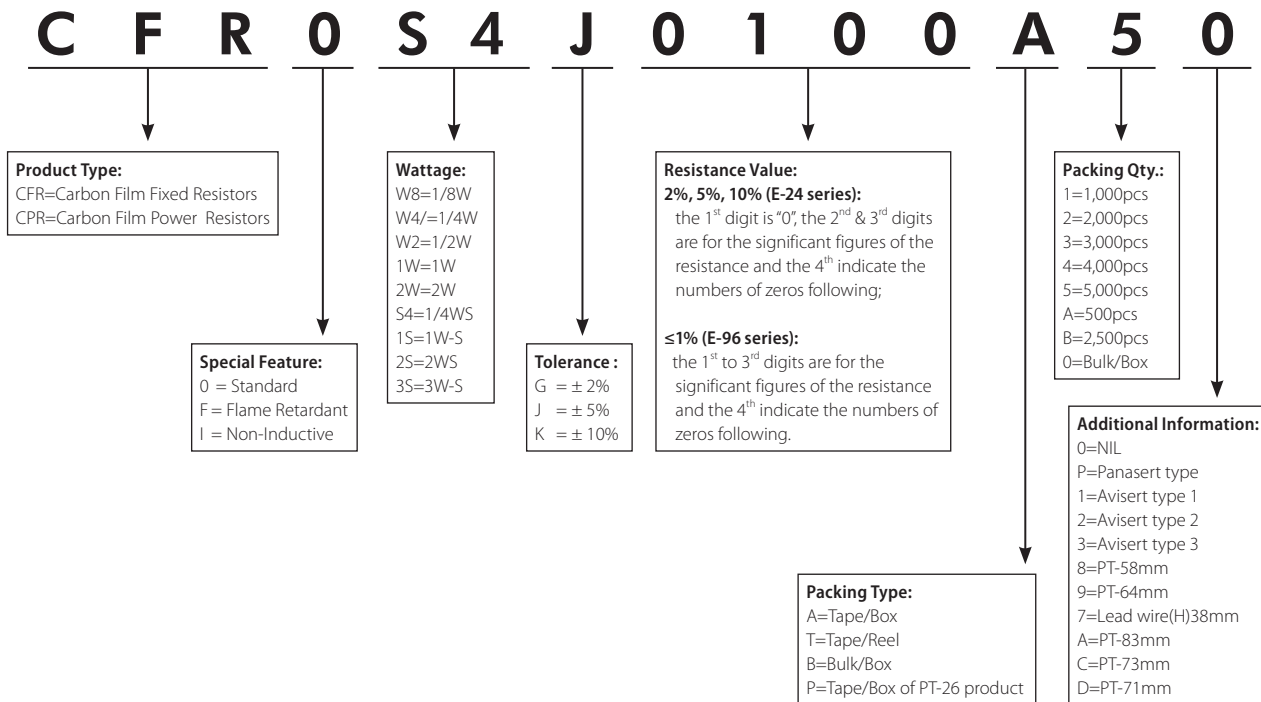 C F R 0 S 4 J 0 1 0 0 A 5 0
Product Type:
CFR=Carbon Film Fixed Resistors
CPR=Carbon Film Power Resistors
Special Feature:
0 = Standard
F = Flame Retardant
I = Non-Inductive
Wattage:
W8=1/8W
W4/=1/4W
W2=1/2W
1W=1W
2W=2W
S4=1/4WS
1S=1W-S
2S=2WS
3S=3W-S
Tolerance :
G = ± 2%
J = ± 5%
K = ± 10%
Resistance Value:
2%, 5%, 10% (E-24 series):
the 1st digit is "0", the 2nd & 3rd digits
are for the significant figures of the
resistance and the 4th indicate the
numbers of zeros following;
≤1% (E-96 series):
the 1st to 3rd digits are for the
significant figures of the resistance
and the 4th indicate the numbers of
zeros following.
Packing Type:
A=Tape/Box
T=Tape/Reel
B=Bulk/Box
P=Tape/Box of PT-26 product
Packing Qty.:
1=1,000pcs
2=2,000pcs
3=3,000pcs
4=4,000pcs
5=5,000pcs
A=500pcs
B=2,500pcs
0=Bulk/Box
Additional Information:
0=NIL
P=Panasert type
1=Avisert type 1
2=Avisert type 2
3=Avisert type 3
8=PT-58mm
9=PT-64mm
7=Lead wire(H)38mm
A=PT-83mm
C=PT-73mm
D=PT-71mm